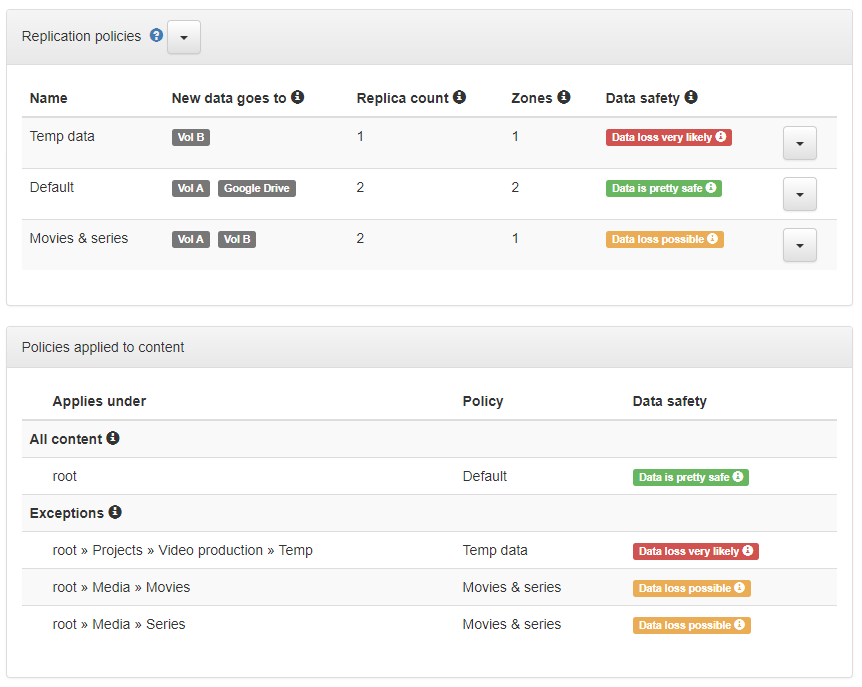 Replication policies ?
Name New data goes to Replica count Zones Data safety
Temp data Vol B 1 1 Data loss very likely
Default Vol A Google Drive 2 2 Data is pretty safe
Movies & series Vol A Vol B 2 1 Data loss possible
Policies applied to content
Applies under Policy Data safety
All content
root Default Data is pretty safe
Exceptions
root » Projects » Video production » Temp Temp data Data loss very likely
root » Media » Movies Movies & series Data loss possible
root » Media » Series Movies & series Data loss possible